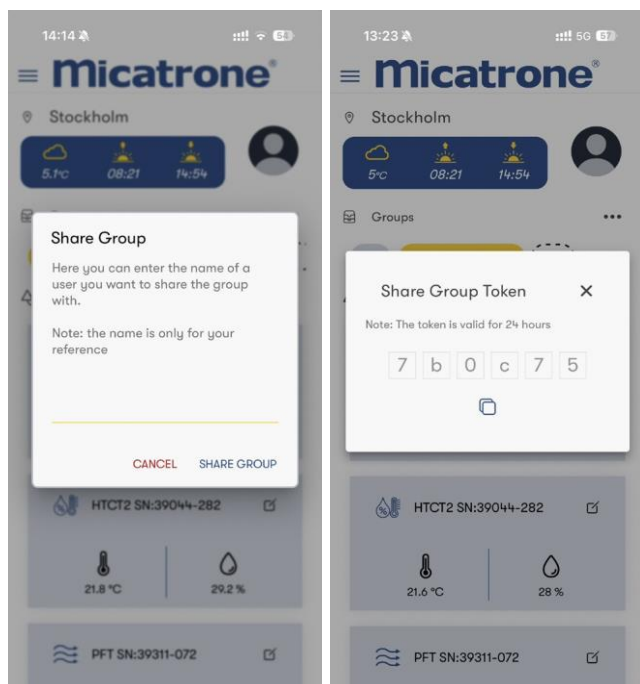 14:14
64
Micatrone®
Stockholm
5.1°C 08:21 14:54
Share Group
Here you can enter the name of a
user you want to share the group
with.
Note: the name is only for your
reference
CANCEL SHARE GROUP
HTCT2 SN:39044-282
21.8 °C 29.2 %
PFT SN:39311-072
13:23
5G
Micatrone®
Stockholm
5°C 08:21 14:54
Groups
Share Group Token
Note: The token is valid for 24 hours
7 b 0 c 7 5
HTCT2 SN:39044-282
21.6 °C 28 %
PFT SN:39311-072